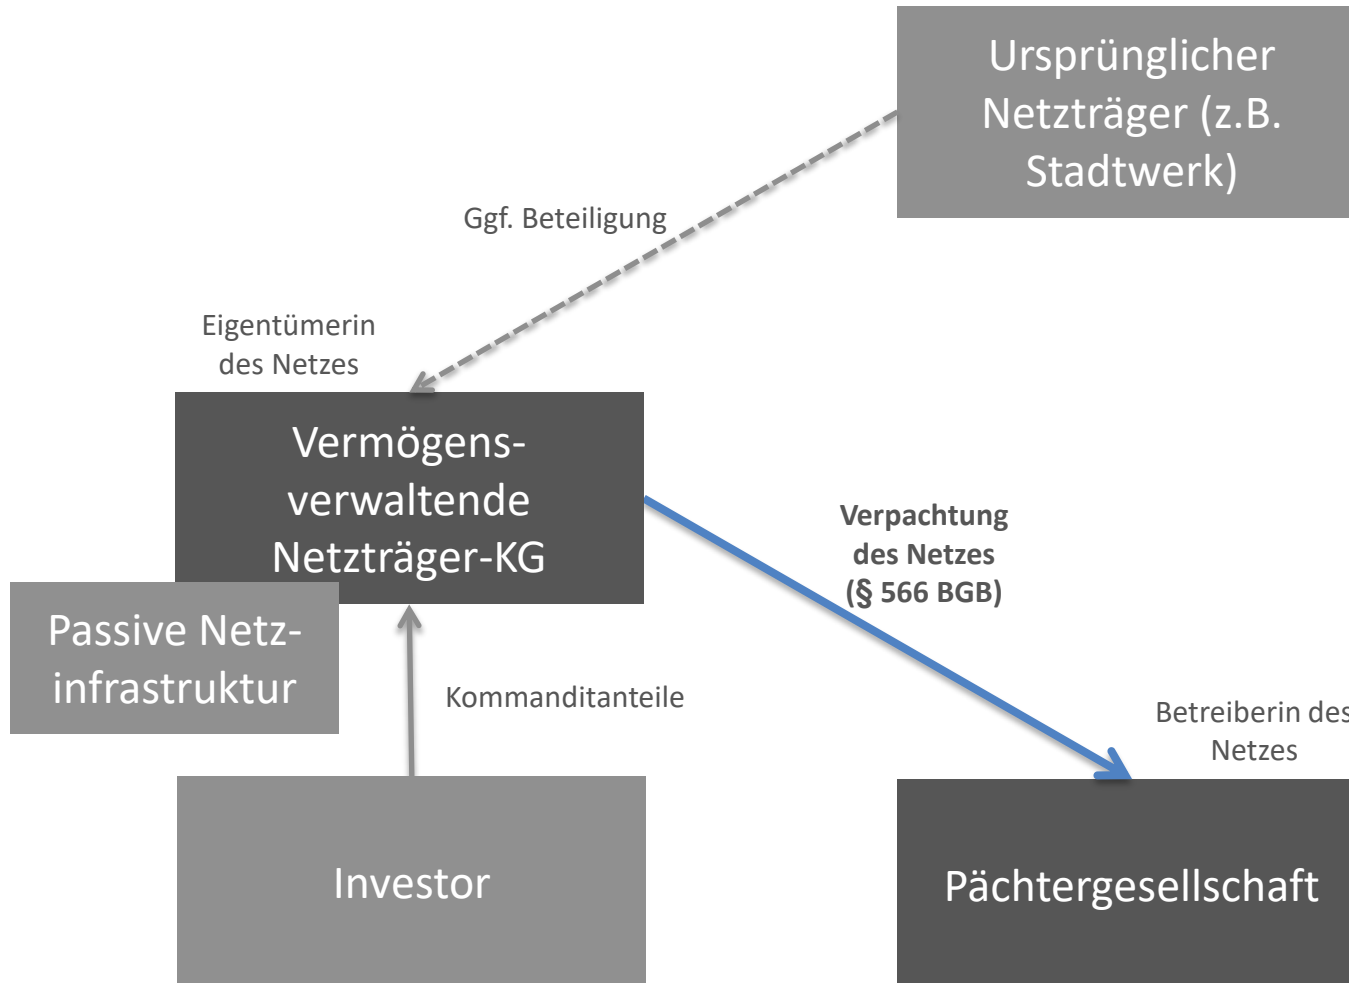 Ursprünglicher
Netzträger (z.B.
Stadtwerk)
Ggf. Beteiligung
Eigentümerin
des Netzes
Vermögens-
verwaltende
Netzträger-KG
Verpachtung
des Netzes
(§ 566 BGB)
Passive Netz-
infrastruktur
Kommanditanteile
Betreiberin des
Netzes
Investor
Pächtergesellschaft